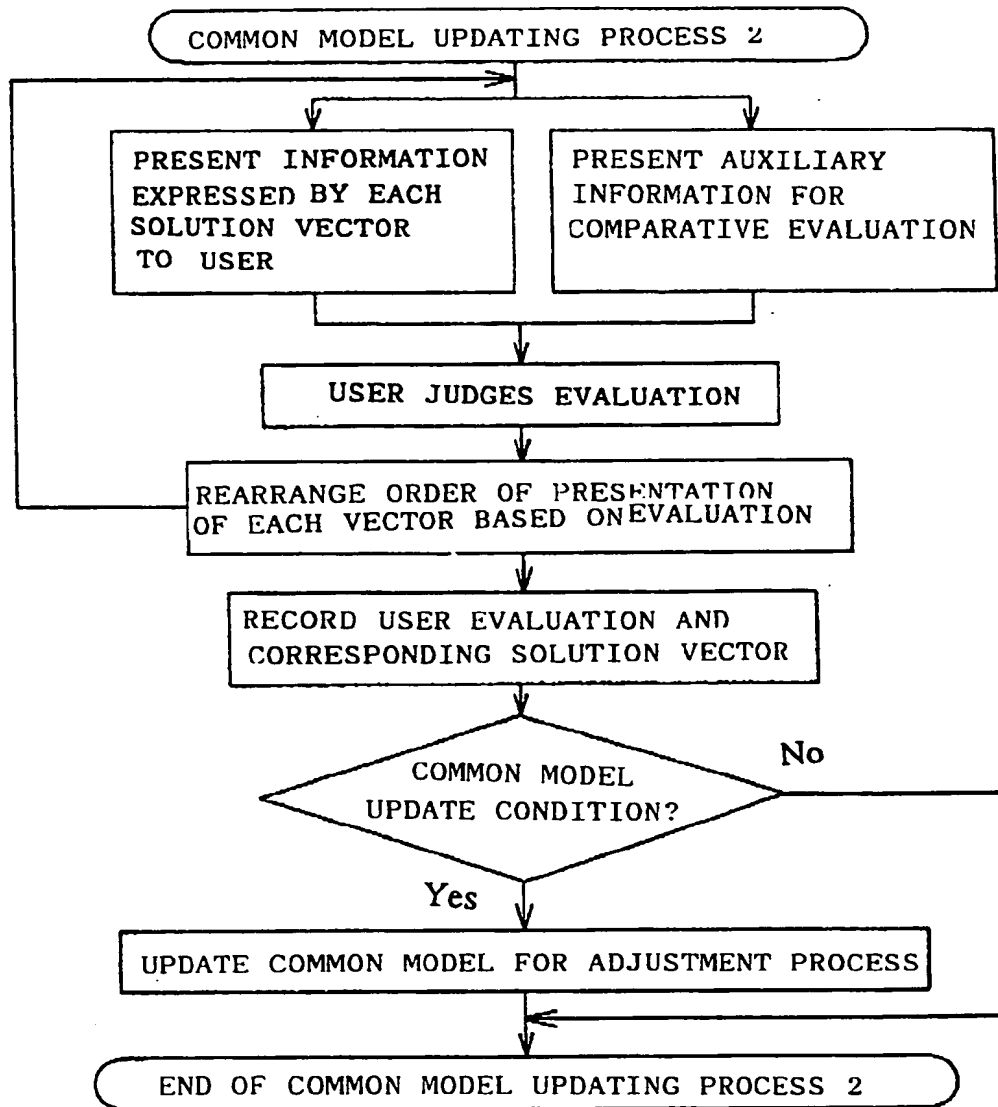 COMMON MODEL UPDATING PROCESS 2
PRESENT INFORMATION
EXPRESSED BY EACH
SOLUTION VECTOR
TO USER
PRESENT AUXILIARY
INFORMATION FOR
COMPARATIVE EVALUATION
USER JUDGES EVALUATION
REARRANGE ORDER OF PRESENTATION
OF EACH VECTOR BASED ON EVALUATION
RECORD USER EVALUATION AND
CORRESPONDING SOLUTION VECTOR
COMMON MODEL
UPDATE CONDITION?
No
Yes
UPDATE COMMON MODEL FOR ADJUSTMENT PROCESS
END OF COMMON MODEL UPDATING PROCESS 2